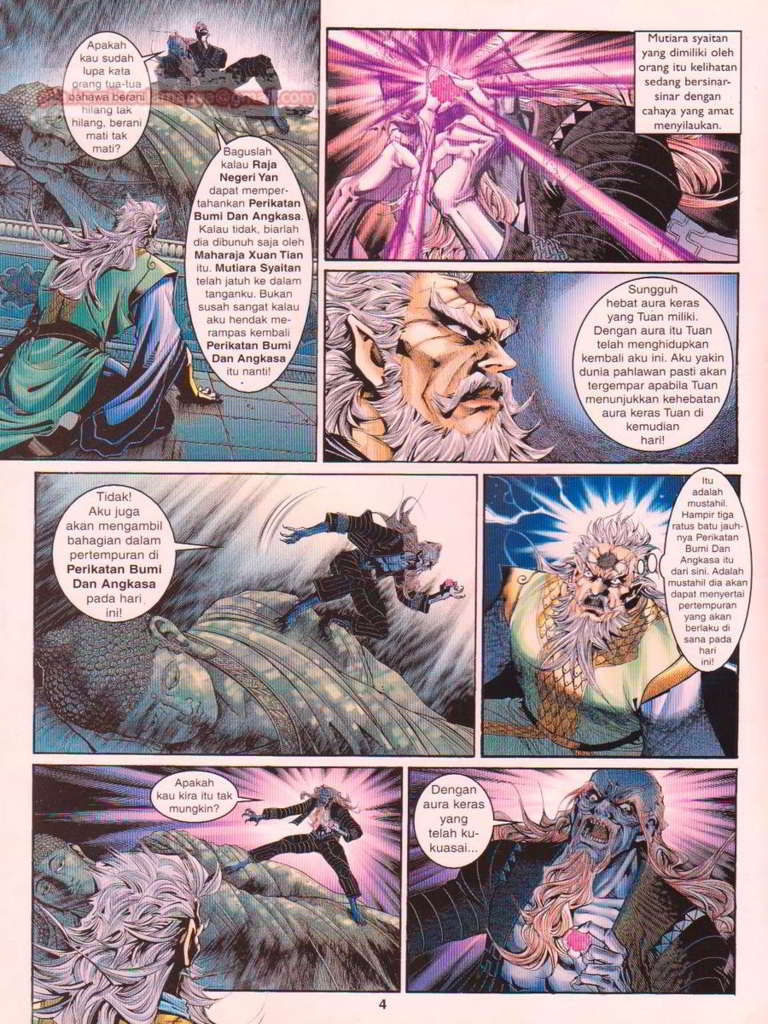 Apakah
kau sudah
lupa kata
orang tua-tua
bahawa berani
hilang tak
hilang, berani
mati tak
mati?
Baguslah
kalau Raja
Negeri Yan
dapat memper-
tahankan Perikatan
Bumi Dan Angkasa.
Kalau tidak, biarlah
dia dibunuh saja oleh
Maharaja Xuan Tian
itu. Mutiara Syaitan
telah jatuh ke dalam
tanganku. Bukan
susah sangat kalau
aku hendak me-
rampas kembali
Perikatan Bumi
Dan Angkasa
itu nanti!
Mutiara syaitan
yang dimiliki oleh
orang itu kelihatan
sedang bersinar-
sinar dengan
cahaya yang amat
menyilaukan.
Sungguh
hebat aura keras
yang Tuan miliki.
Dengan aura itu Tuan
telah menghidupkan
kembali aku ini. Aku yakin
dunia pahlawan pasti akan
tergempar apabila Tuan
menunjukkan kehebatan
aura keras Tuan di
kemudian
hari!
Tidak!
Aku juga
akan mengambil
bahagian dalam
pertempuran di
Perikatan Bumi
Dan Angkasa
pada hari
ini!
Itu
adalah
mustahil.
Hampir tiga
ratus batu jauh-
nya Perikatan
Bumi Dan
Angkasa itu
dari sini. Adalah
mustahil dia akan
dapat menyertai
pertempuran
yang akan
berlaku di
sana pada
hari
ini!
Apakah
kau kira itu tak
mungkin?
Dengan
aura keras
yang
telah ku-
kuasai...
4